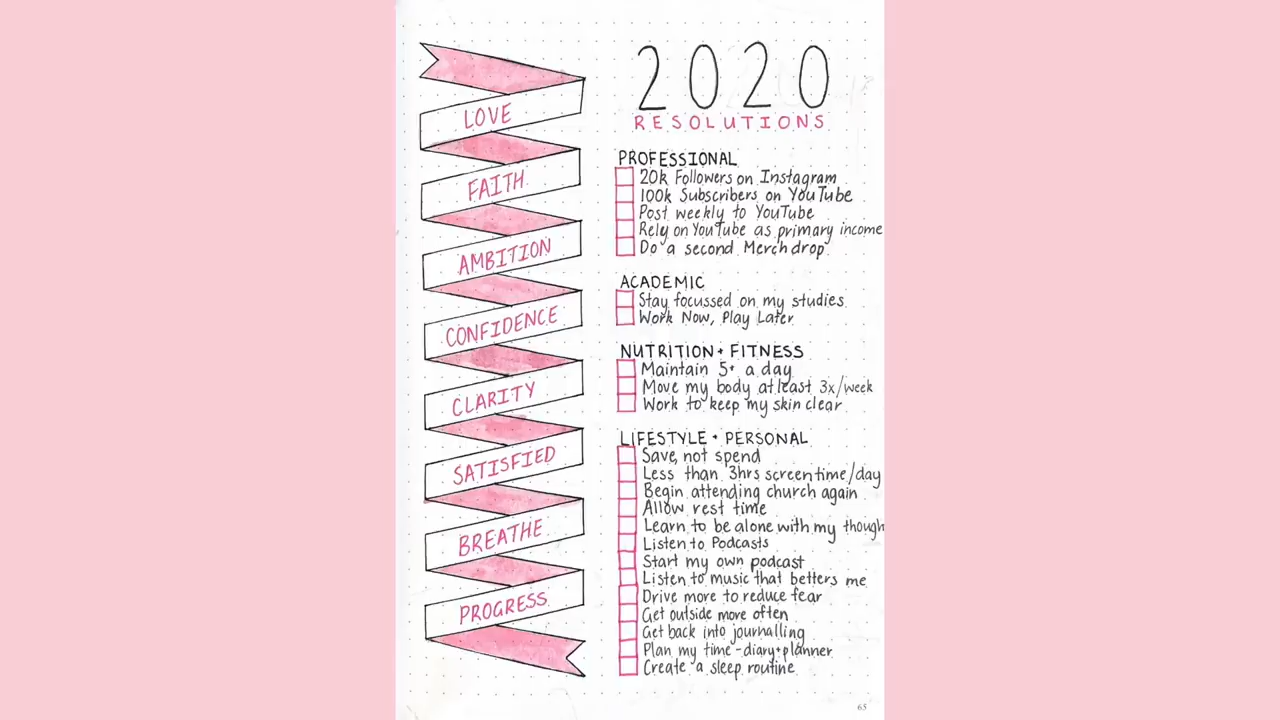 LOVE
FAITH
AMBITION
CONFIDENCE
CLARITY
SATISFIED
BREATHE
PROGRESS
2020
RESOLUTIONS
PROFESSIONAL
20k Followers on Instagram
100k Subscribers on YouTube
Post weekly to YouTube
Rely on YouTube as primary income
Do a second Merch drop
ACADEMIC
Stay focussed on my studies
Work Now, Play Later
NUTRITION + FITNESS
Maintain 5+ a day
Move my body at least 3x/week
Work to keep my skin clear
LIFESTYLE + PERSONAL
Save, not spend
Less than 3hrs screen time/day
Begin attending church again
Allow rest time
Learn to be alone with my though
Listen to Podcasts
Start my own podcast
Listen to music that betters me
Drive more to reduce fear
Get outside more often
Get back into journalling
Plan my time - diary + planner
Create a sleep routine
65